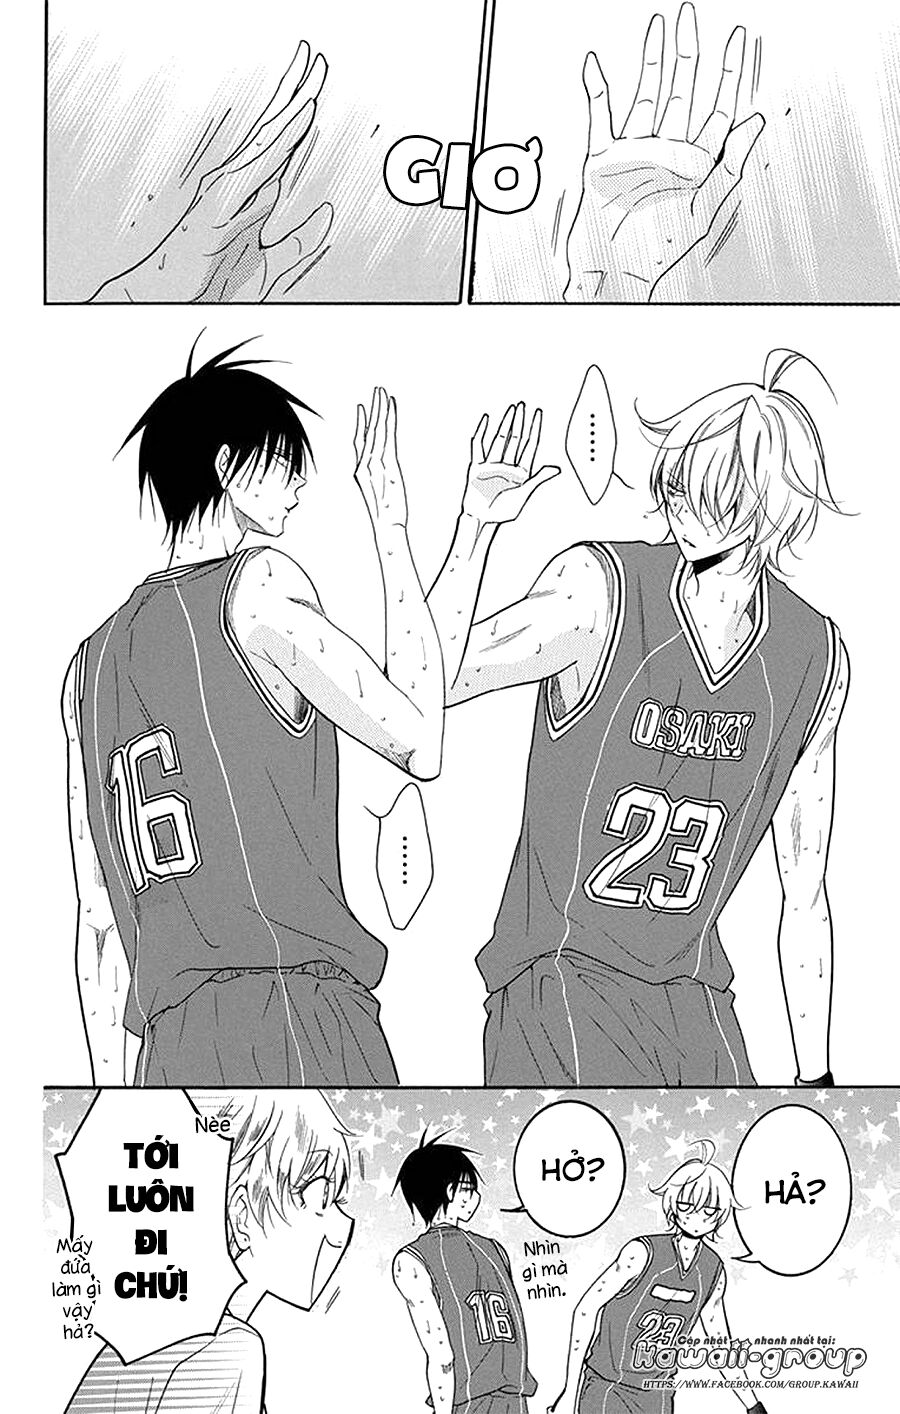 GIƠ
......
......
OSAKI
16
23
Nèe
TỚI
LUÔN
ĐI
CHỨ!
Mấy
đứa
làm gì
vậy
hả?
HỞ?
HẢ?
Nhìn
gì mà
nhìn.
16
23
Cập nhật nhanh nhất tại:
kawaii-group
HTTPS://WWW.FACEBOOK.COM/GROUP.KAWAII